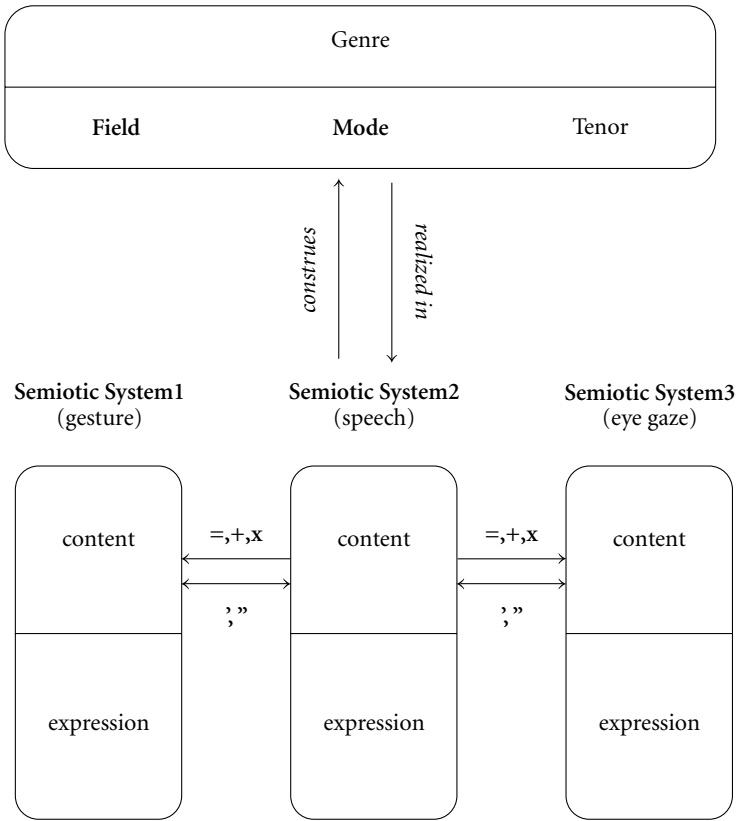 Genre
Field Mode Tenor
construes
realized in
Semiotic System1 Semiotic System2 Semiotic System3
(gesture) (speech) (eye gaze)
=,+,x =,+,x
content content content
’,” ’,”
expression expression expression